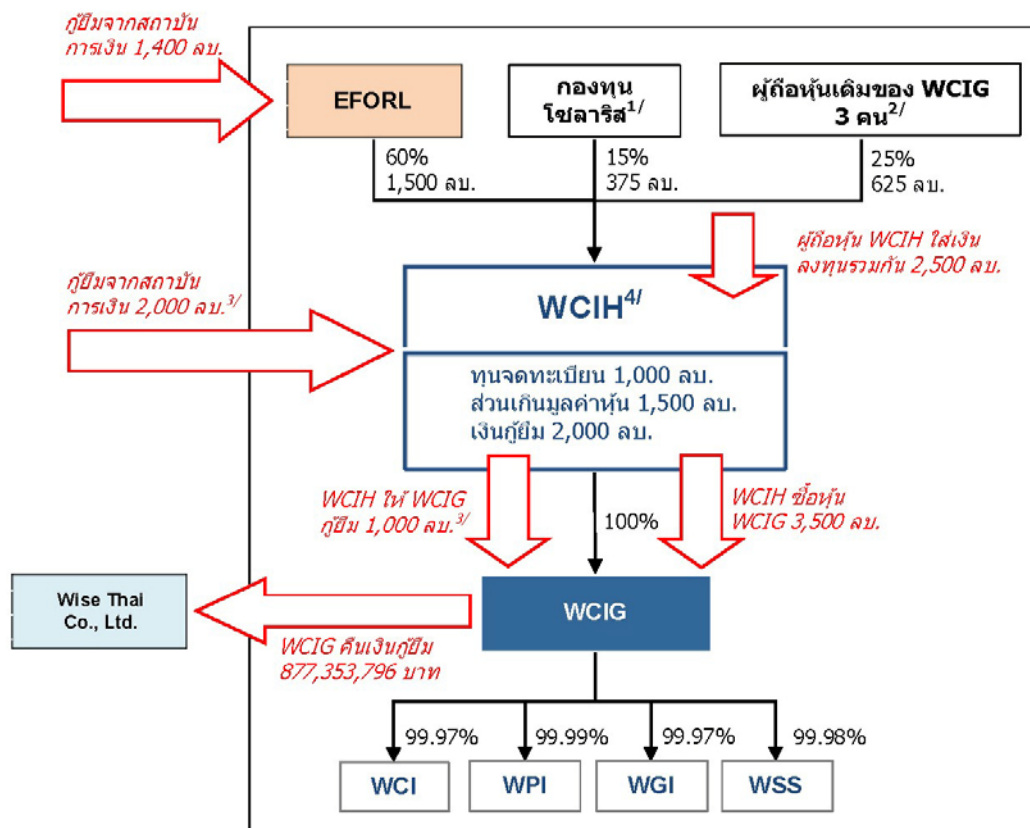 กู้ยืมจากสถาบัน
การเงิน 1,400 ลบ.
EFORL
กองทุน
โซลาริส1/
ผู้ถือหุ้นเดิมของ WCIG
3 คน2/
60%
1,500 ลบ.
15%
375 ลบ.
25%
625 ลบ.
ผู้ถือหุ้น WCIH ใส่เงิน
ลงทุนรวมกัน 2,500 ลบ.
กู้ยืมจากสถาบัน
การเงิน 2,000 ลบ.3/
WCIH4/
ทุนจดทะเบียน 1,000 ลบ.
ส่วนเกินมูลค่าหุ้น 1,500 ลบ.
เงินกู้ยืม 2,000 ลบ.
WCIH ให้ WCIG
กู้ยืม 1,000 ลบ.3/
100%
WCIH ซื้อหุ้น
WCIG 3,500 ลบ.
Wise Thai
Co., Ltd.
WCIG
WCIG คืนเงินกู้ยืม
877,353,796 บาท
99.97%
99.99%
99.97%
99.98%
WCI
WPI
WGI
WSS